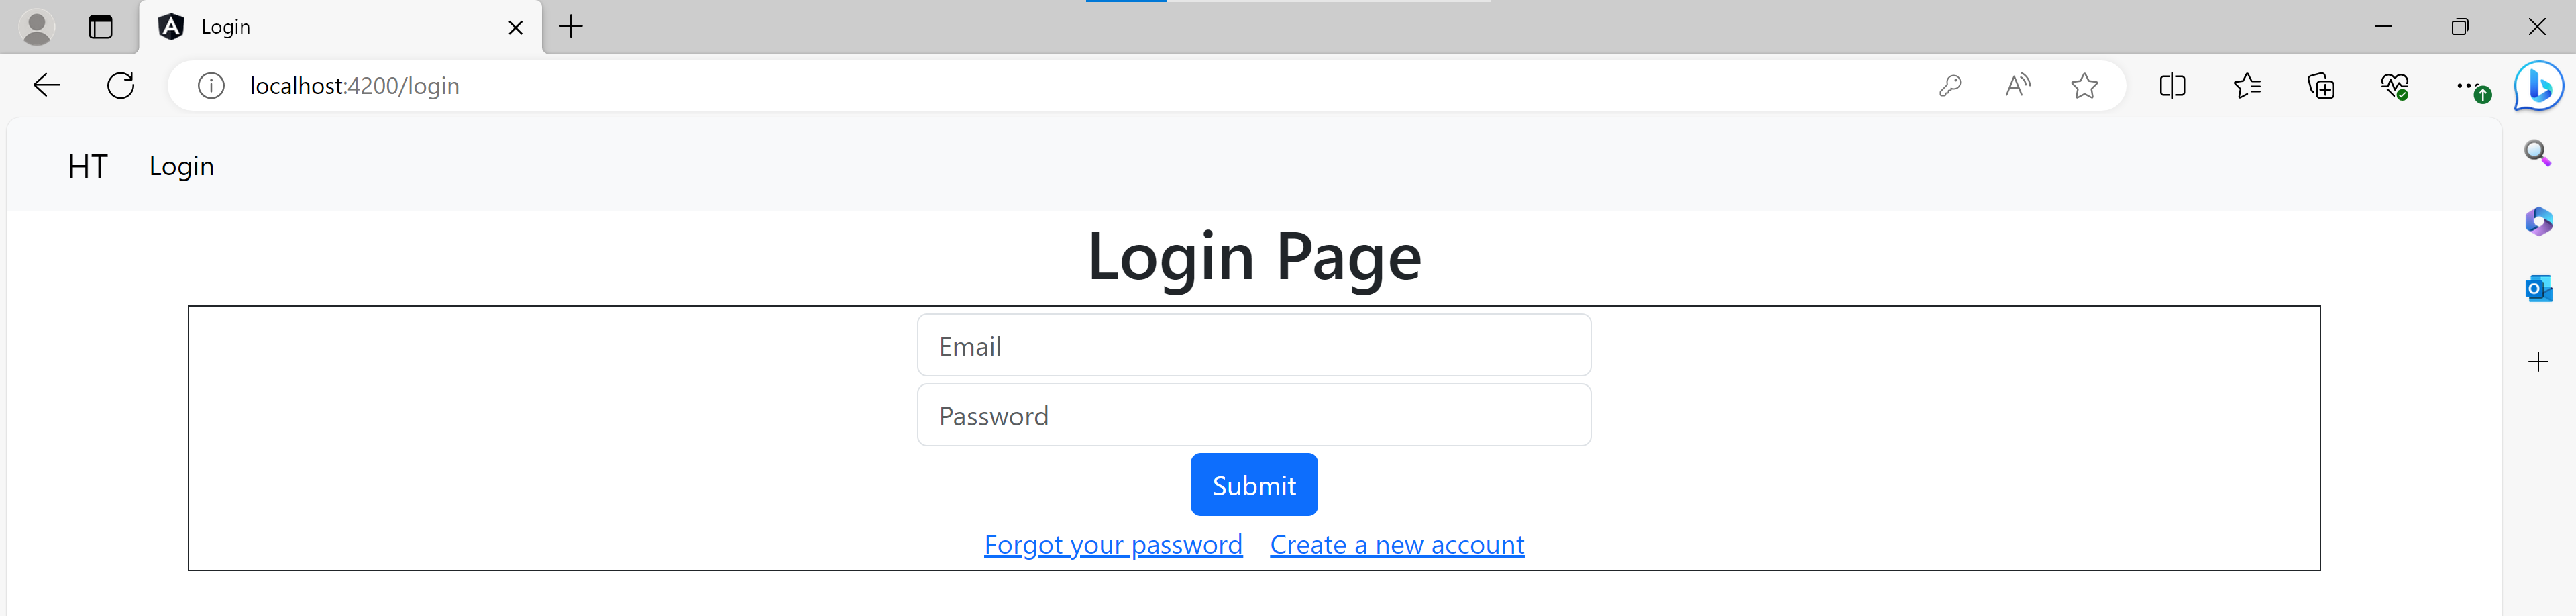 Login
localhost:4200/login
HT Login
Login Page
Email
Password
Submit
Forgot your password Create a new account